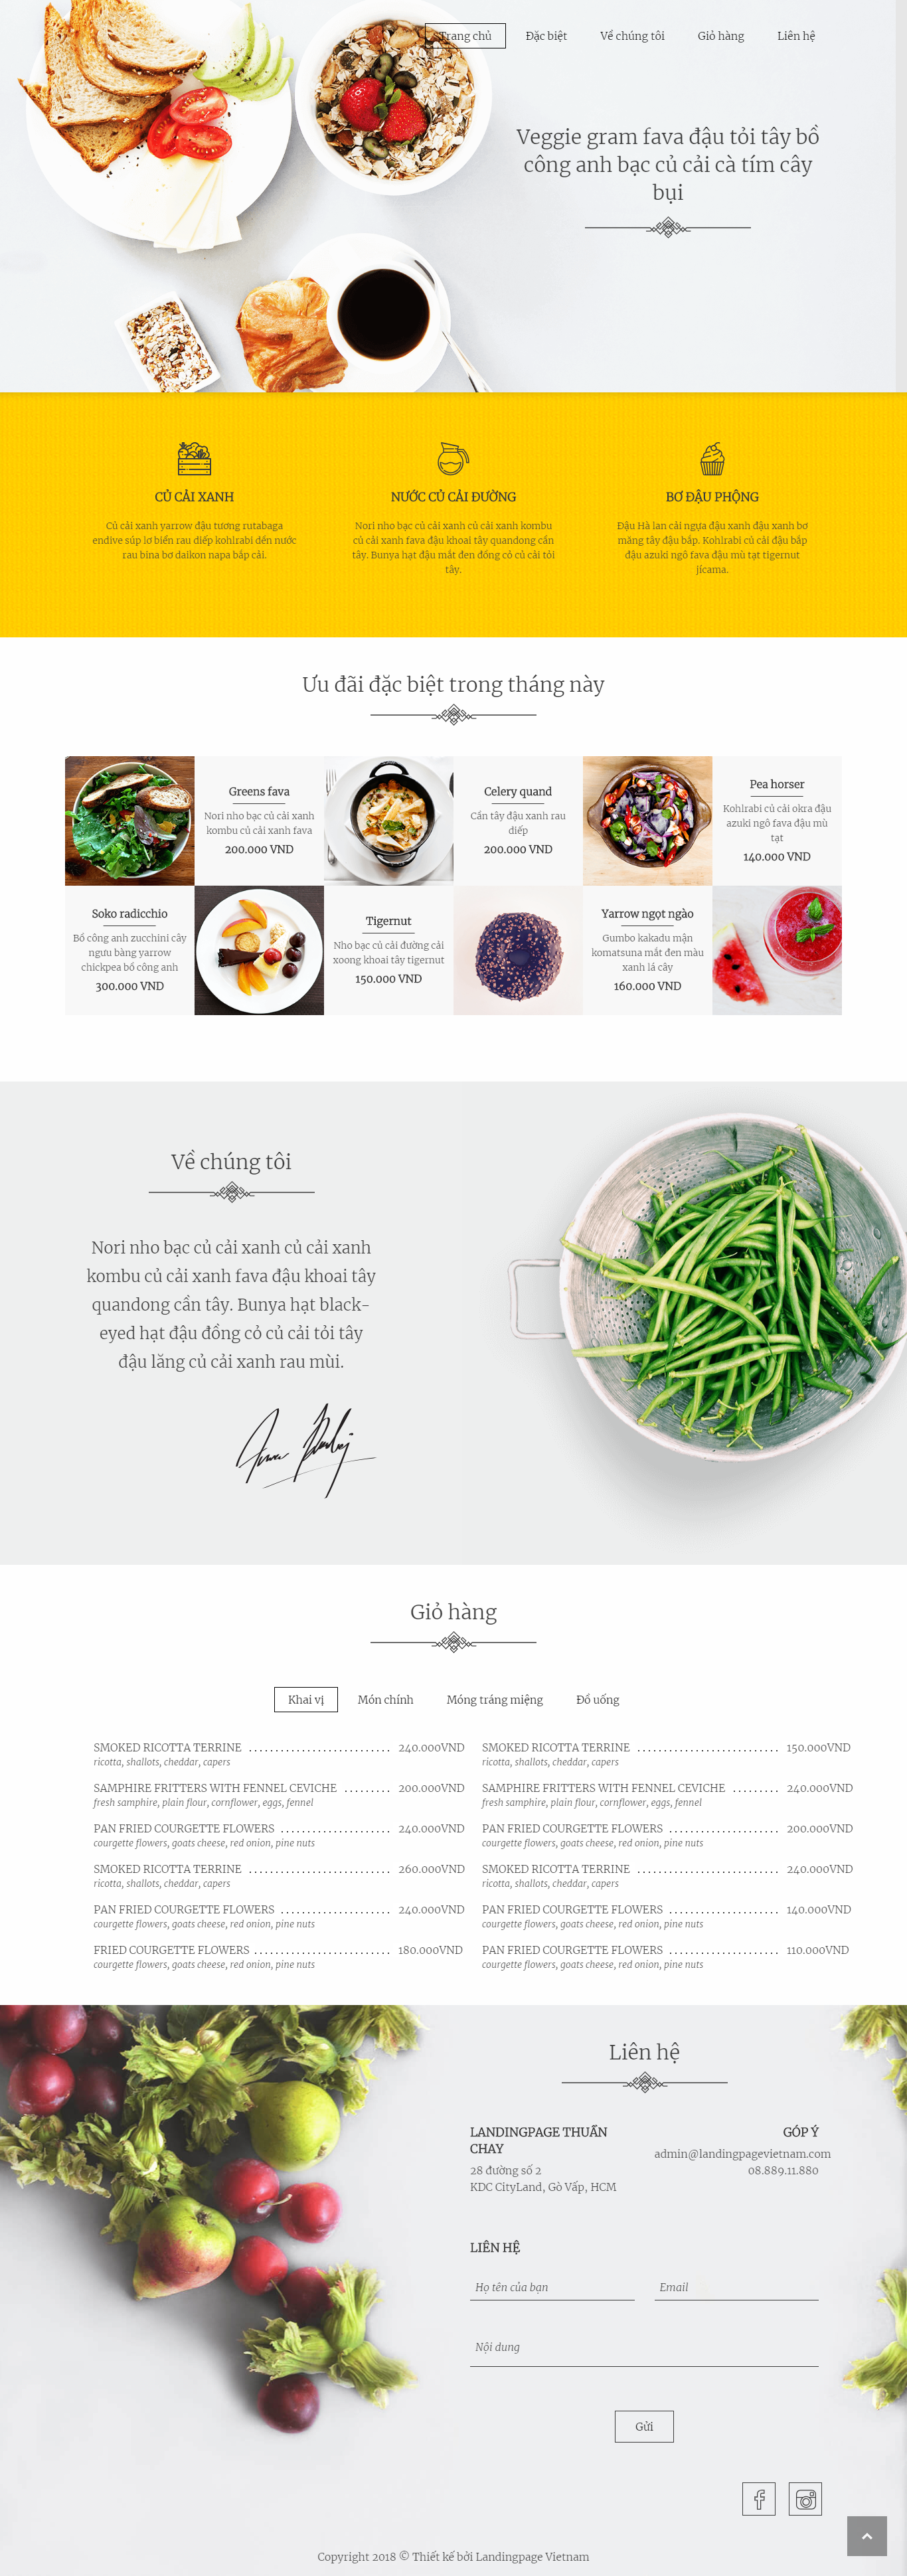 Trang chủ Đặc biệt Về chúng tôi Giỏ hàng Liên hệ
Veggie gram fava đậu tỏi tây bồ
công anh bạc củ cải cà tím cây
bụi
CỦ CẢI XANH
Củ cải xanh yarrow đậu tương rutabaga
endive súp lơ biển rau diếp kohlrabi dền nước
rau bina bơ daikon napa bắp cải.
NƯỚC CỦ CẢI ĐƯỜNG
Nori nho bạc củ cải xanh củ cải xanh kombu
củ cải xanh fava đậu khoai tây quandong cần
tây. Bunya hạt đậu mắt đen đồng cỏ củ cải tỏi
tây.
BƠ ĐẬU PHỘNG
Đậu Hà lan cải ngựa đậu xanh đậu xanh bơ
măng tây đậu bắp. Kohlrabi củ cải đậu bắp
đậu azuki ngô fava đậu mù tạt tigernut
jícama.
Ưu đãi đặc biệt trong tháng này
Greens fava
Nori nho bạc củ cải xanh
kombu củ cải xanh fava
200.000 VND
Celery quand
Cần tây đậu xanh rau
diếp
200.000 VND
Pea horser
Kohlrabi củ cải okra đậu
azuki ngô fava đậu mù
tạt
140.000 VND
Soko radicchio
Bồ công anh zucchini cây
ngưu bàng yarrow
chickpea bồ công anh
300.000 VND
Tigernut
Nho bạc củ cải đường cải
xoong khoai tây tigernut
150.000 VND
Yarrow ngọt ngào
Gumbo kakadu mận
komatsuna mắt đen màu
xanh lá cây
160.000 VND
Về chúng tôi
Nori nho bạc củ cải xanh củ cải xanh
kombu củ cải xanh fava đậu khoai tây
quandong cần tây. Bunya hạt black-
eyed hạt đậu đồng cỏ củ cải tỏi tây
đậu lăng củ cải xanh rau mùi.
Giỏ hàng
Khai vị Món chính Móng tráng miệng Đồ uống
SMOKED RICOTTA TERRINE 240.000VND
ricotta, shallots, cheddar, capers
SAMPHIRE FRITTERS WITH FENNEL CEVICHE 200.000VND
fresh samphire, plain flour, cornflower, eggs, fennel
PAN FRIED COURGETTE FLOWERS 240.000VND
courgette flowers, goats cheese, red onion, pine nuts
SMOKED RICOTTA TERRINE 260.000VND
ricotta, shallots, cheddar, capers
PAN FRIED COURGETTE FLOWERS 240.000VND
courgette flowers, goats cheese, red onion, pine nuts
FRIED COURGETTE FLOWERS 180.000VND
courgette flowers, goats cheese, red onion, pine nuts
SMOKED RICOTTA TERRINE 150.000VND
ricotta, shallots, cheddar, capers
SAMPHIRE FRITTERS WITH FENNEL CEVICHE 240.000VND
fresh samphire, plain flour, cornflower, eggs, fennel
PAN FRIED COURGETTE FLOWERS 200.000VND
courgette flowers, goats cheese, red onion, pine nuts
SMOKED RICOTTA TERRINE 240.000VND
ricotta, shallots, cheddar, capers
PAN FRIED COURGETTE FLOWERS 140.000VND
courgette flowers, goats cheese, red onion, pine nuts
PAN FRIED COURGETTE FLOWERS 110.000VND
courgette flowers, goats cheese, red onion, pine nuts
Liên hệ
LANDINGPAGE THUẦN
CHAY
28 đường số 2
KDC CityLand, Gò Vấp, HCM
GÓP Ý
admin@landingpagevietnam.com
08.889.11.880
LIÊN HỆ
Họ tên của bạn
Email
Nội dung
Gửi
Copyright 2018 © Thiết kế bởi Landingpage Vietnam